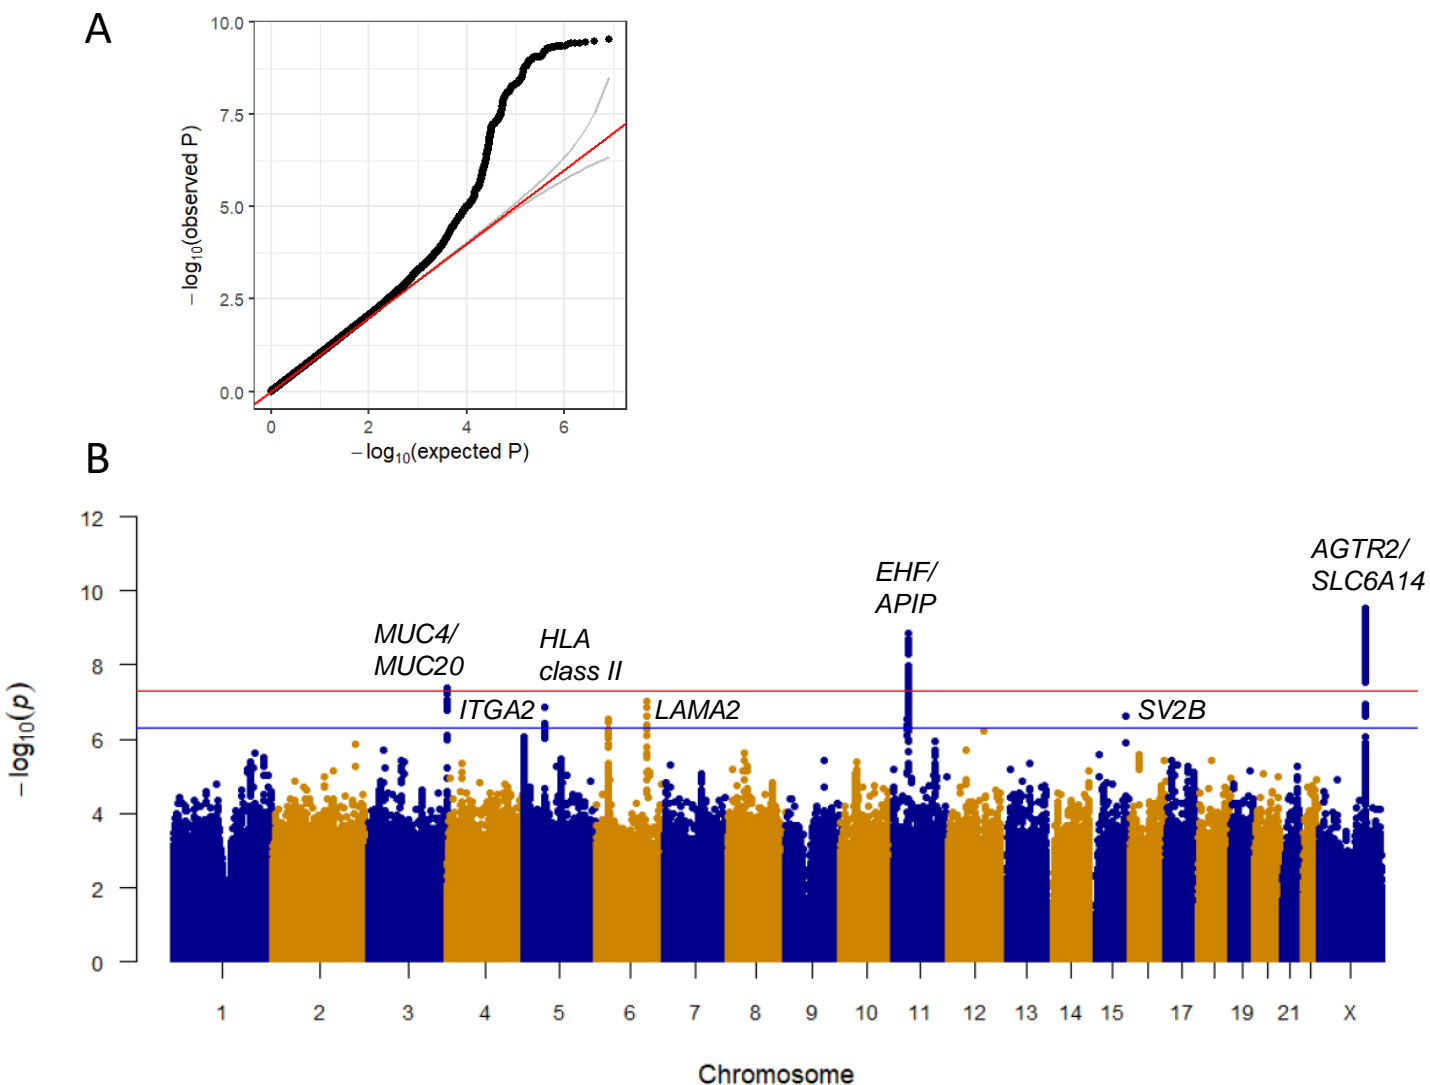 A
10.0
7.5
5.0
2.5
0.0
−log10(observed P)
0 2 4 6
−log10(expected P)
B
12
10
8
6
4
2
0
−log10(p)
MUC4/
MUC20
ITGA2
HLA
class II
LAMA2
EHF/
APIP
SV2B
AGTR2/
SLC6A14
1 2 3 4 5 6 7 8 9 10 11 12 13 14 15 17 19 21 X
Chromosome